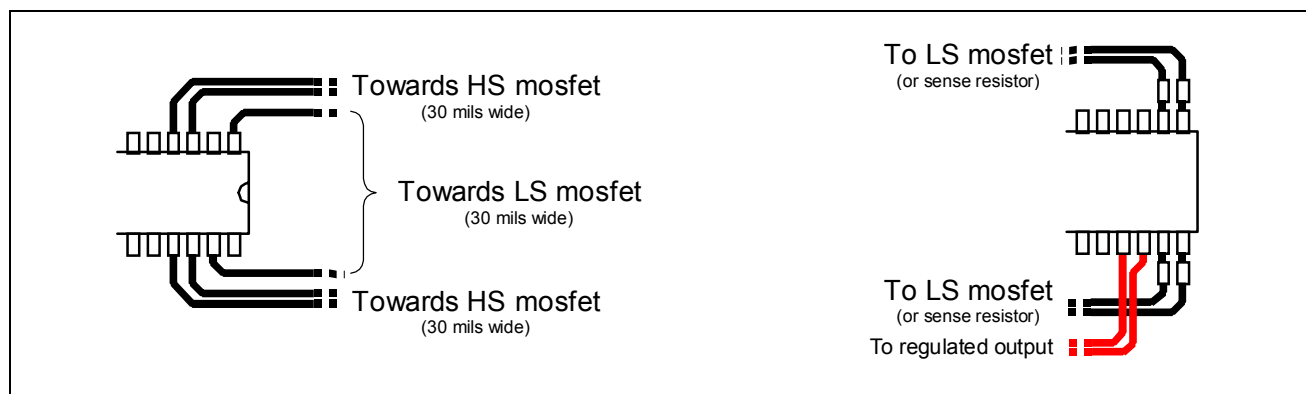 Towards HS mosfet
(30 mils wide)
Towards LS mosfet
(30 mils wide)
Towards HS mosfet
(30 mils wide)
To LS mosfet
(or sense resistor)
To LS mosfet
(or sense resistor)
To regulated output